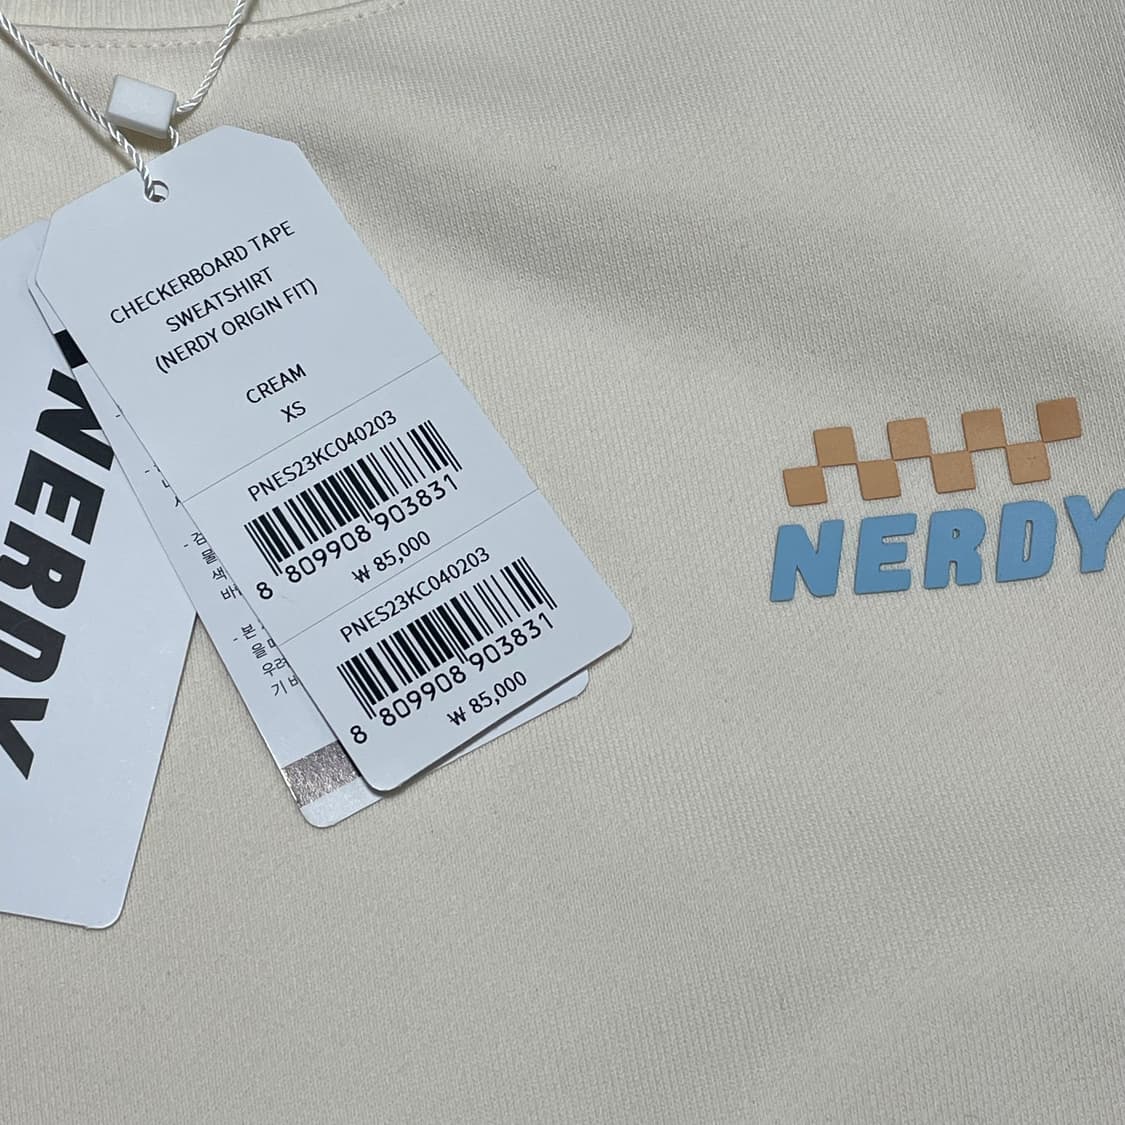 CHECKERBOARD TAPE
SWEATSHIRT
(NERDY ORIGIN FIT)
CREAM
XS
PNES23KC040203
8 809908 903831
₩ 85,000
PNES23KC040203
8 809908 903831
₩ 85,000
NERDY
NERDY